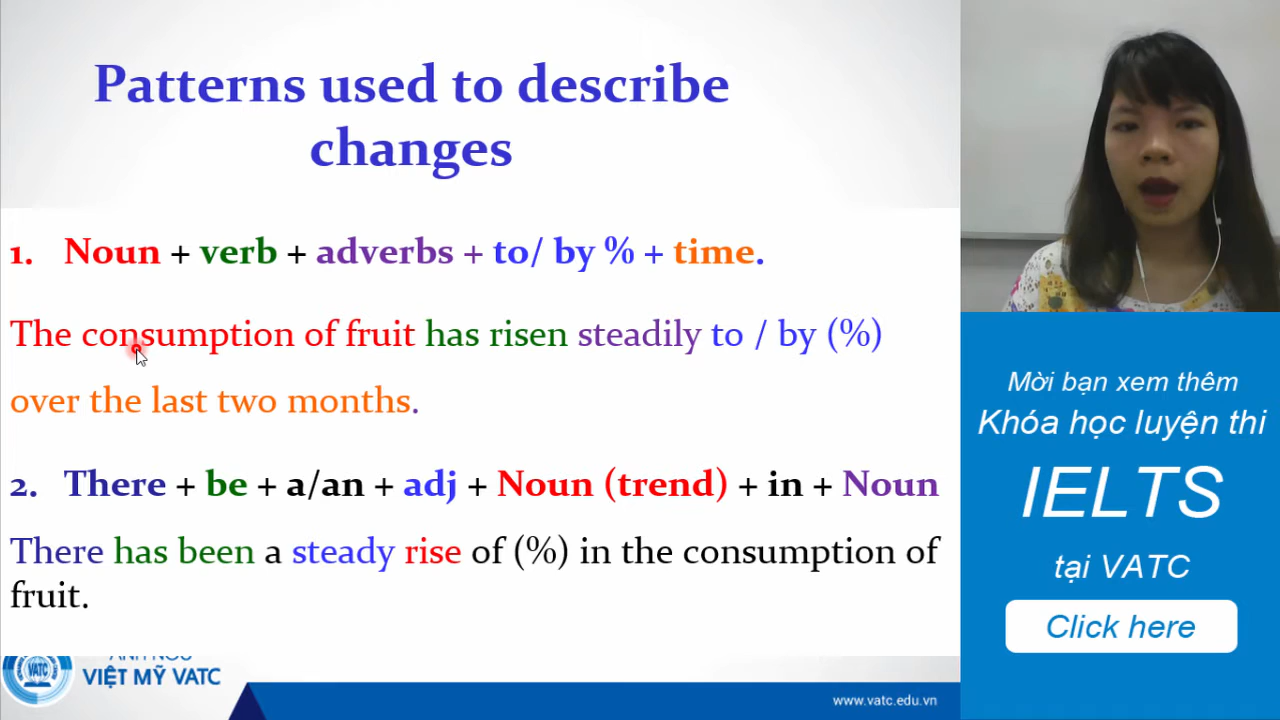 Patterns used to describe
changes
1. Noun + verb + adverbs + to/ by % + time.
The consumption of fruit has risen steadily to / by (%)
over the last two months.
2. There + be + a/an + adj + Noun (trend) + in + Noun
There has been a steady rise of (%) in the consumption of
fruit.
VATC
VIỆT MỸ VATC
www.vatc.edu.vn
Mời bạn xem thêm
Khóa học luyện thi
IELTS
tại VATC
Click here